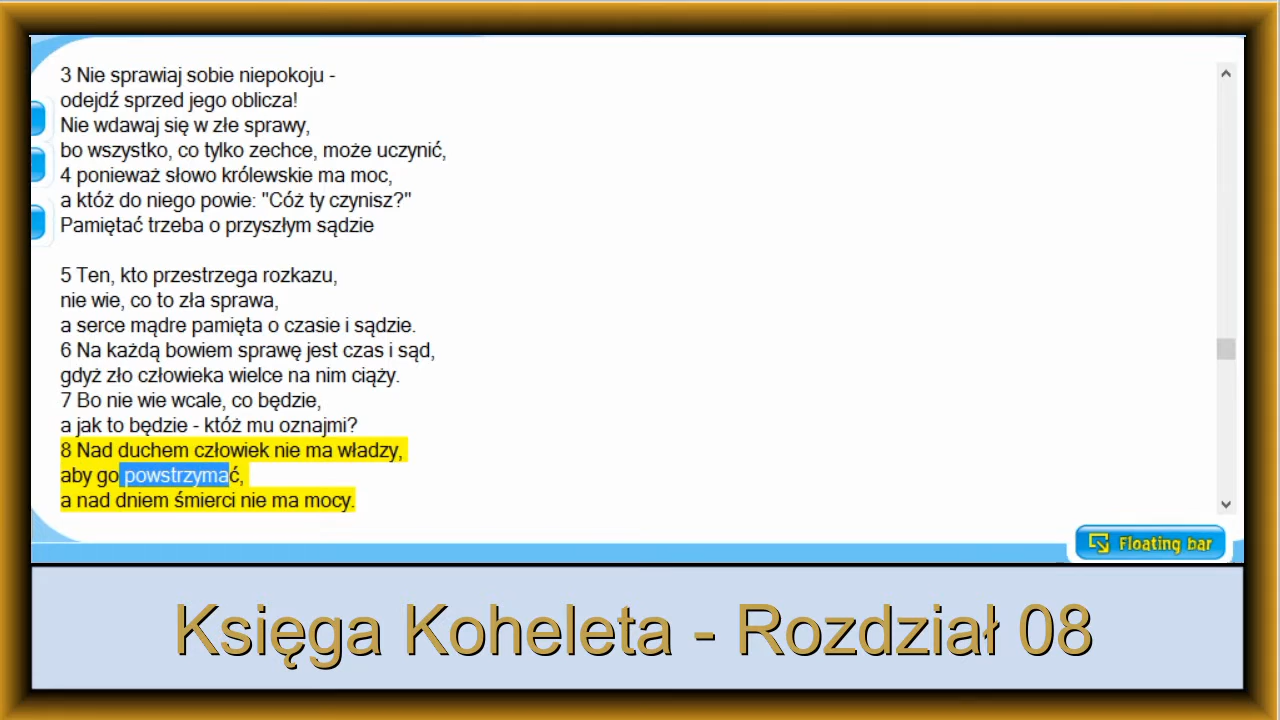 3 Nie sprawiaj sobie niepokoju -
odejdź sprzed jego oblicza!
Nie wdawaj się w złe sprawy,
bo wszystko, co tylko zechce, może uczynić,
4 ponieważ słowo królewskie ma moc,
a któż do niego powie: "Cóż ty czynisz?"
Pamiętać trzeba o przyszłym sądzie
5 Ten, kto przestrzega rozkazu,
nie wie, co to zła sprawa,
a serce mądre pamięta o czasie i sądzie.
6 Na każdą bowiem sprawę jest czas i sąd,
gdyż zło człowieka wielce na nim ciąży.
7 Bo nie wie wcale, co będzie,
a jak to będzie - któż mu oznajmi?
8 Nad duchem człowiek nie ma władzy,
aby go powstrzymać,
a nad dniem śmierci nie ma mocy.
Floating bar
Księga Koheleta - Rozdział 08